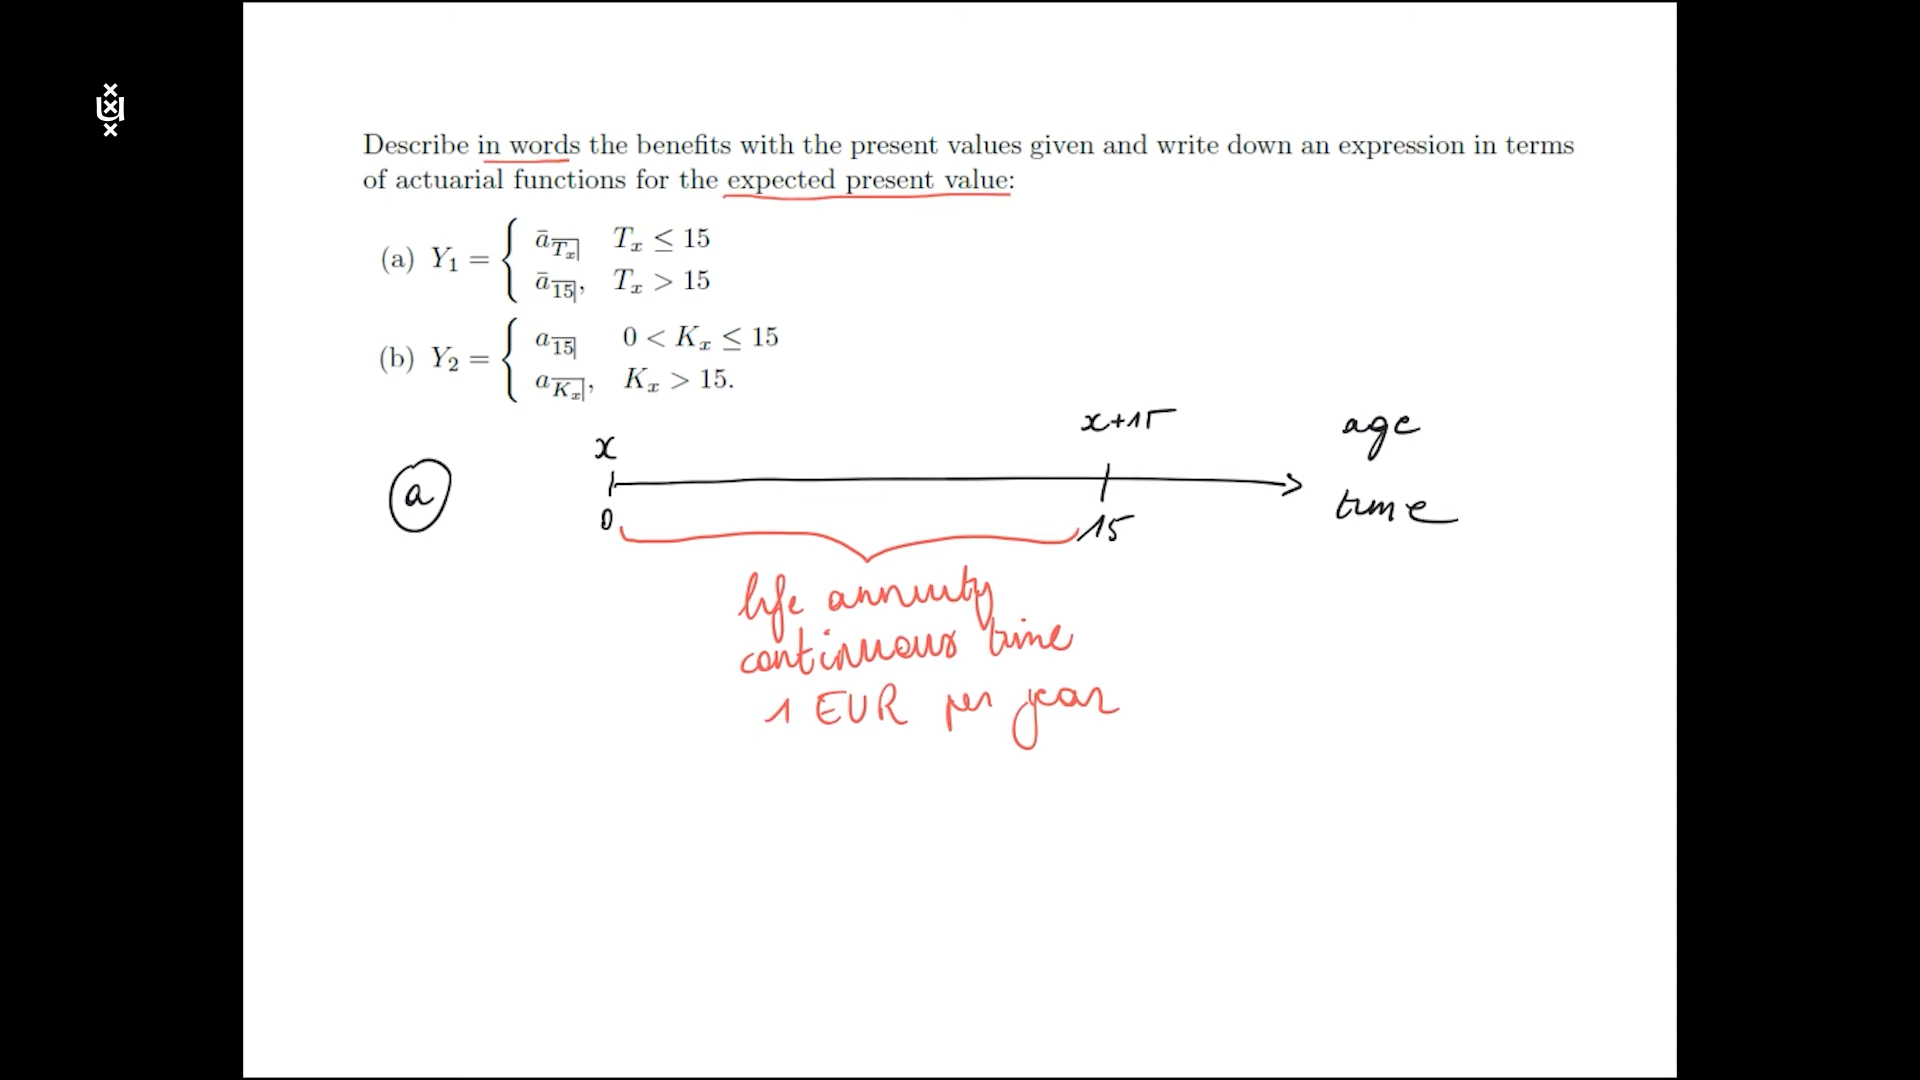 Describe in words the benefits with the present values given and write down an expression in terms
of actuarial functions for the expected present value:
(a) Y₁ = { ā_{T_x|} T_x ≤ 15
ā_{15|}, T_x > 15
(b) Y₂ = { a_{15|} 0 < K_x ≤ 15
a_{K_x|}, K_x > 15.
x x+15 age
a
0 15 time
life annuity
continuous time
1 EUR per year